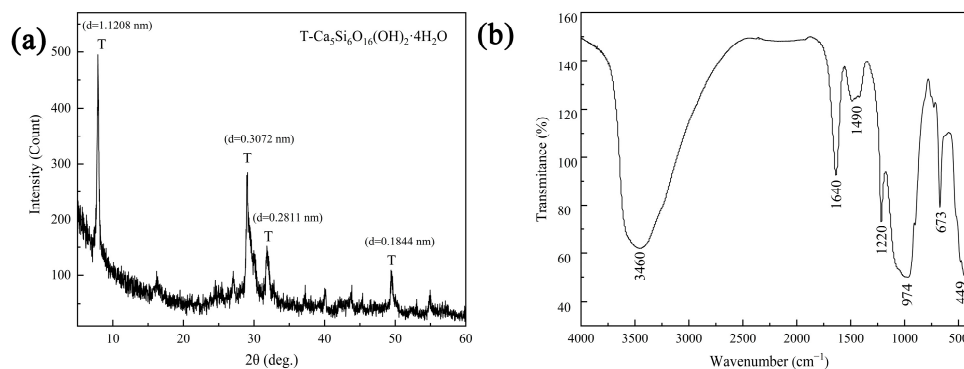 (a)
(d=1.1208 nm)
T
T-Ca5Si6O16(OH)2·4H2O
(d=0.3072 nm)
T
(d=0.2811 nm)
T
(d=0.1844 nm)
T
500
400
300
200
100
Intensity (Count)
10 20 30 40 50 60
2θ (deg.)
(b)
160
140
120
100
80
60
40
Transmitance (%)
3460
1640
1490
1220
974
673
449
4000 3500 3000 2500 2000 1500 1000 500
Wavenumber (cm⁻¹)